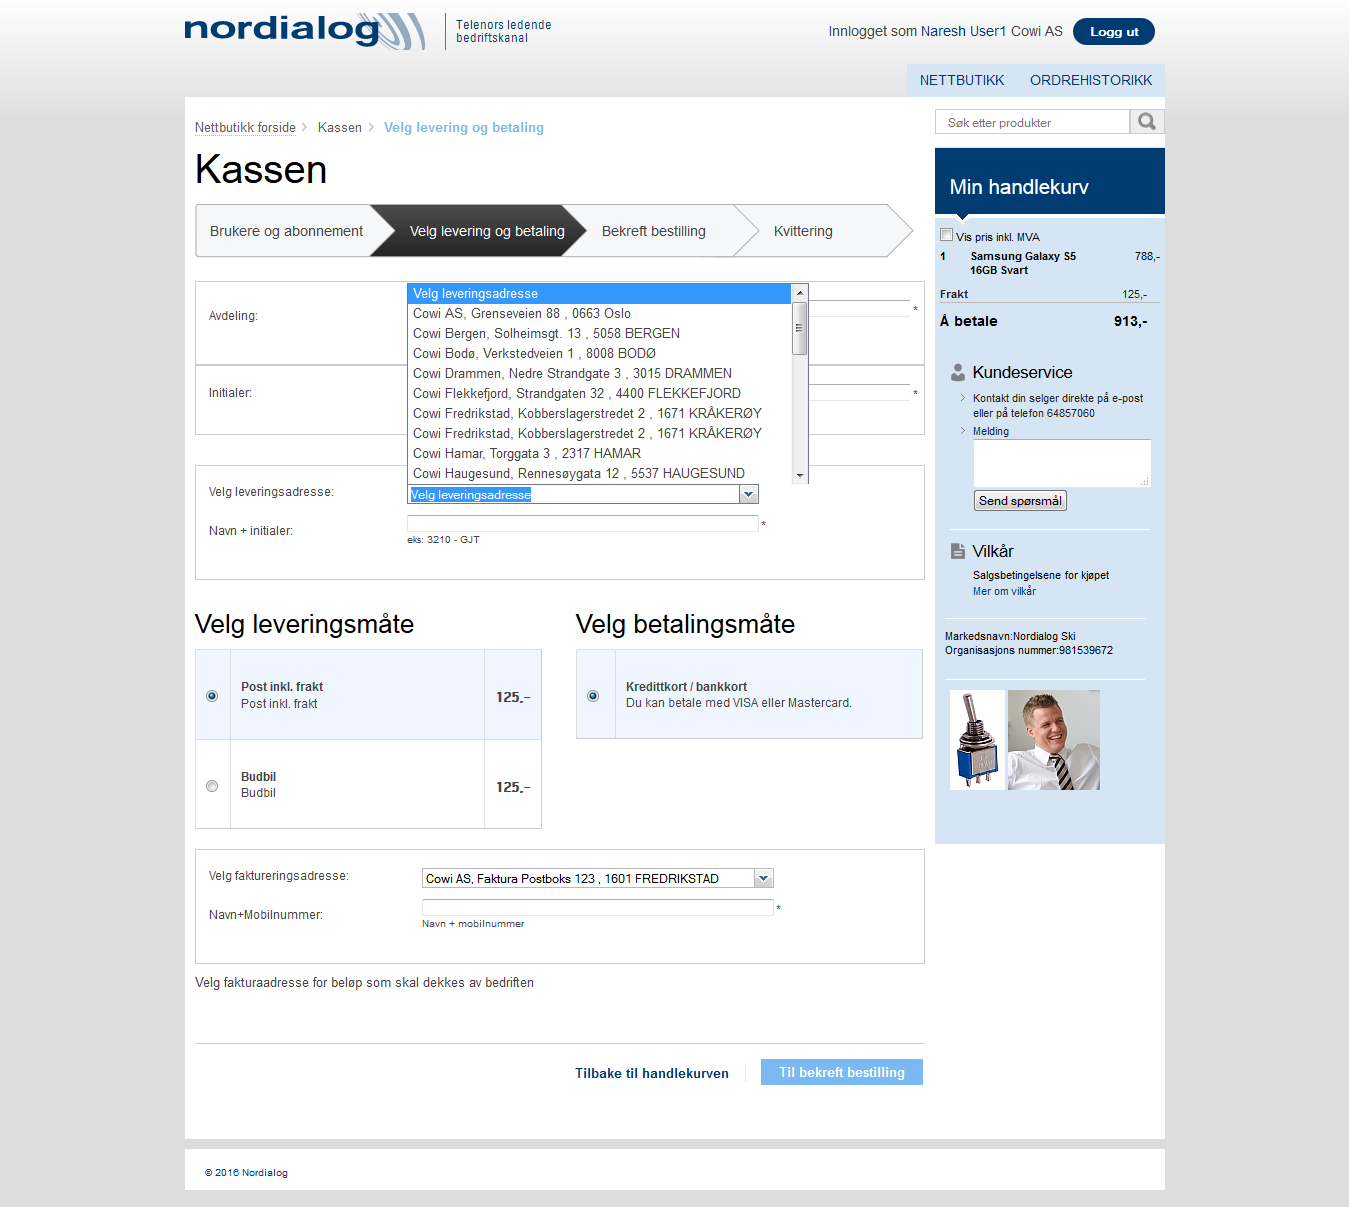 nordialog
Telenors ledende
bedriftskanal
Innlogget som Naresh User1 Cowi AS
Logg ut
NETTBUTIKK
ORDREHISTORIKK
Nettbutikk forside
Kassen
Velg levering og betaling
Søk etter produkter
Kassen
Brukere og abonnement
Velg levering og betaling
Bekreft bestilling
Kvittering
Avdeling:
*
Initialer:
*
Velg leveringsadresse
Cowi AS, Grenseveien 88 , 0663 Oslo
Cowi Bergen, Solheimsgt. 13 , 5058 BERGEN
Cowi Bodø, Verkstedveien 1 , 8008 BODØ
Cowi Drammen, Nedre Strandgate 3 , 3015 DRAMMEN
Cowi Flekkefjord, Strandgaten 32 , 4400 FLEKKEFJORD
Cowi Fredrikstad, Kobberslagerstredet 2 , 1671 KRÅKERØY
Cowi Fredrikstad, Kobberslagerstredet 2 , 1671 KRÅKERØY
Cowi Hamar, Torggata 3 , 2317 HAMAR
Cowi Haugesund, Rennesøygata 12 , 5537 HAUGESUND
Velg leveringsadresse:
Velg leveringsadresse
Navn + initialer:
*
eks: 3210 - GJT
Velg leveringsmåte
Post inkl. frakt
Post inkl. frakt
125,-
Budbil
Budbil
125,-
Velg betalingsmåte
Kredittkort / bankkort
Du kan betale med VISA eller Mastercard.
Velg faktureringsadresse:
Cowi AS, Faktura Postboks 123 , 1601 FREDRIKSTAD
Navn+Mobilnummer:
*
Navn + mobilnummer
Velg fakturaadresse for beløp som skal dekkes av bedriften
Tilbake til handlekurven
Til bekreft bestilling
Min handlekurv
Vis pris inkl. MVA
1 Samsung Galaxy S5 788,-
16GB Svart
Frakt 125,-
Å betale 913,-
Kundeservice
Kontakt din selger direkte på e-post
eller på telefon 64857060
Melding
Send spørsmål
Vilkår
Salgsbetingelsene for kjøpet
Mer om vilkår
Markedsnavn:Nordialog Ski
Organisasjons nummer:981539672
© 2016 Nordialog